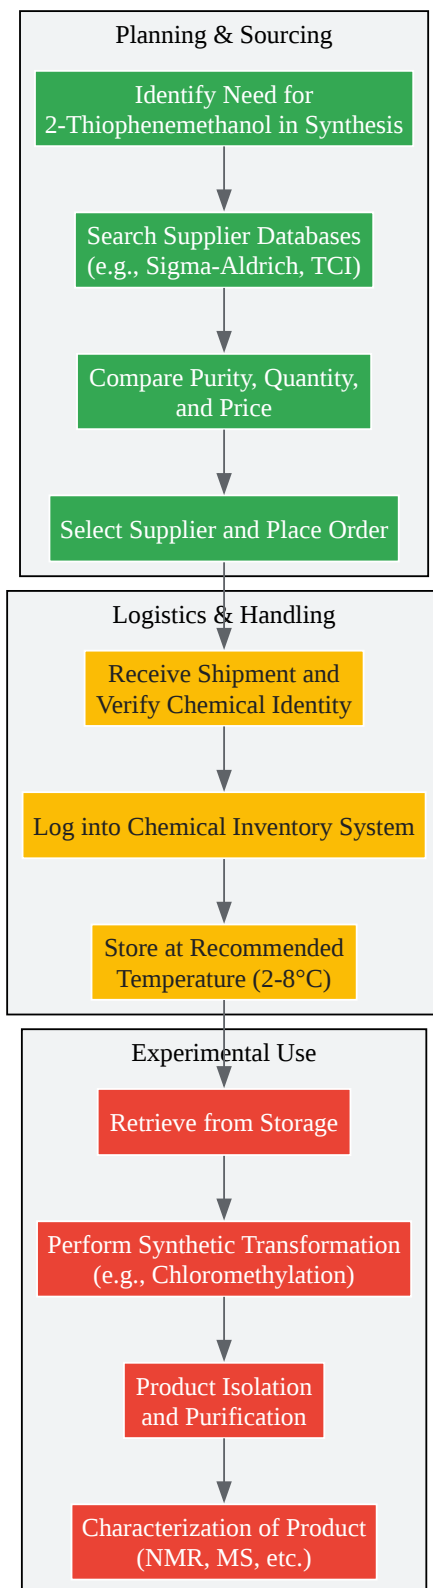 Planning & Sourcing
Identify Need for
2-Thiophenemethanol in Synthesis
Search Supplier Databases
(e.g., Sigma-Aldrich, TCI)
Compare Purity, Quantity,
and Price
Select Supplier and Place Order
Logistics & Handling
Receive Shipment and
Verify Chemical Identity
Log into Chemical Inventory System
Store at Recommended
Temperature (2-8°C)
Experimental Use
Retrieve from Storage
Perform Synthetic Transformation
(e.g., Chloromethylation)
Product Isolation
and Purification
Characterization of Product
(NMR, MS, etc.)